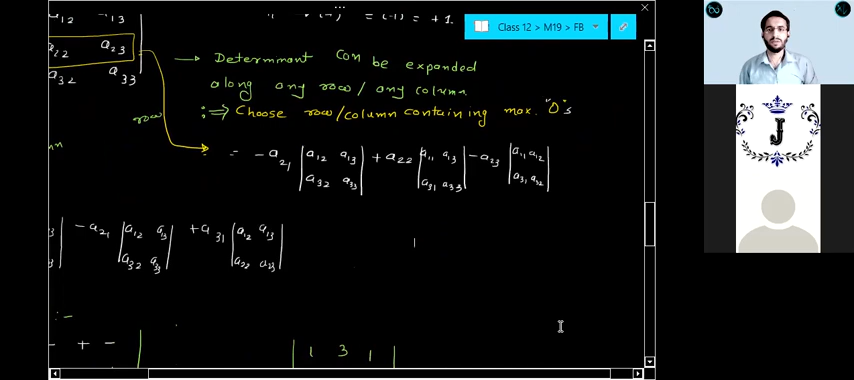 a12 -13
= (-1) = +1.
Class 12 > M19 > FB
a22 a23
→ Determinant can be expanded
a32 a33
along any row/ any column
row
:⇒ Choose row/column containing max. "0"s
= -a21 |a12 a13| +a22 |a11 a13| -a23 |a11 a12|
a32 a33 a31 a33 a31 a32
-a21 |a12 a13| +a31 |a12 a13|
a32 a33 a22 a23
:-
- + -
1 3 1
J